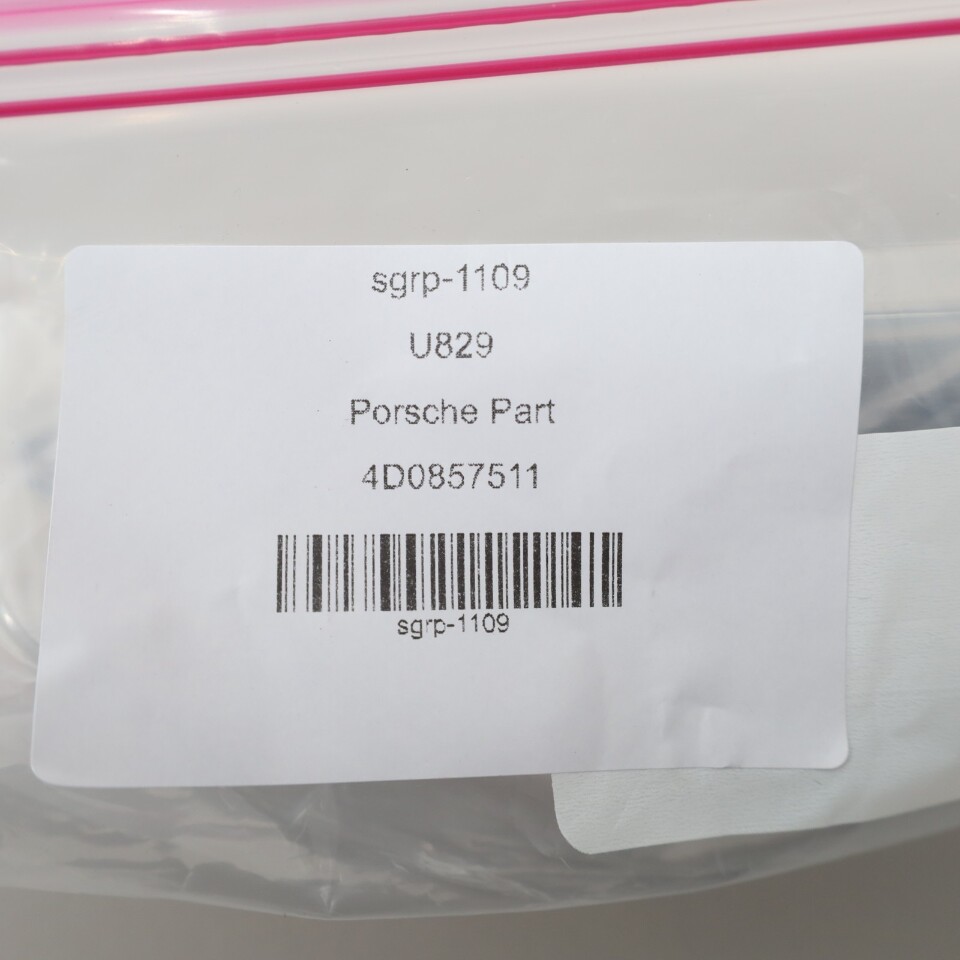 sgrp-1109
U829
Porsche Part
4D0857511
sgrp-1109